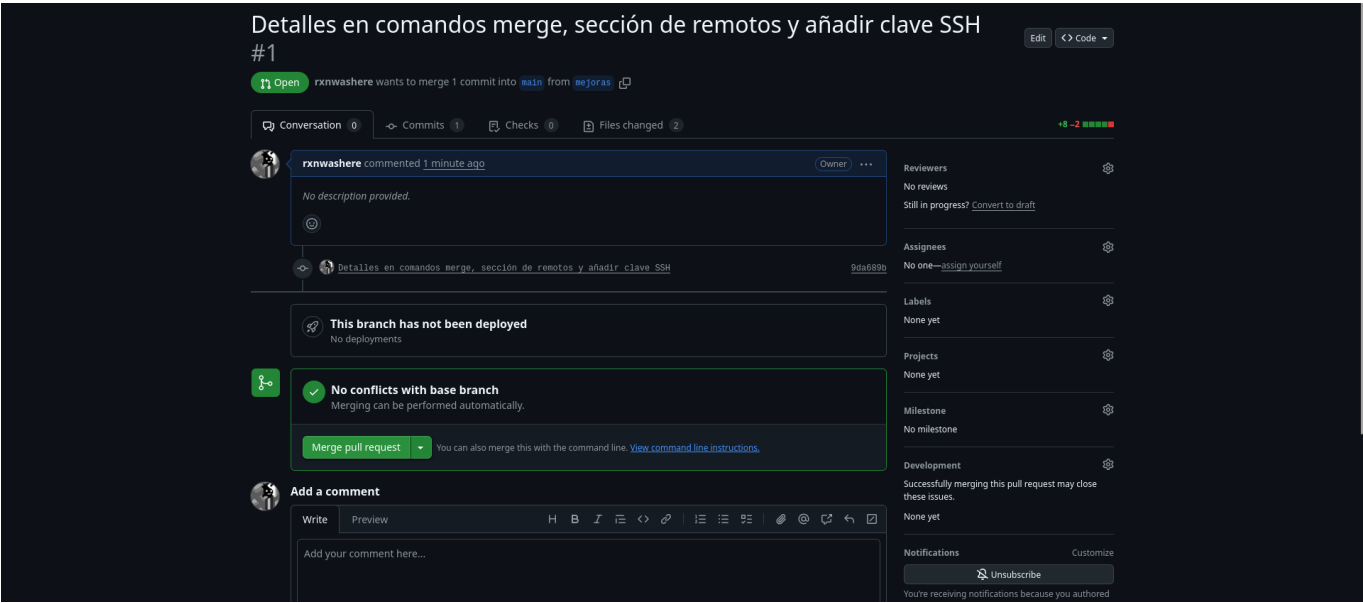 Detalles en comandos merge, sección de remotos y añadir clave SSH
#1
Edit
Code
Open
rxnwashere wants to merge 1 commit into main from mejoras
Conversation 0
Commits 1
Checks 0
Files changed 2
+8 −2
rxnwashere commented 1 minute ago
Owner
No description provided.
Detalles en comandos merge, sección de remotos y añadir clave SSH
9da689b
This branch has not been deployed
No deployments
No conflicts with base branch
Merging can be performed automatically.
Merge pull request
You can also merge this with the command line. View command line instructions.
Add a comment
Write
Preview
Add your comment here...
Reviewers
No reviews
Still in progress? Convert to draft
Assignees
No one—assign yourself
Labels
None yet
Projects
None yet
Milestone
No milestone
Development
Successfully merging this pull request may close
these issues.
None yet
Notifications
Customize
Unsubscribe
You're receiving notifications because you authored